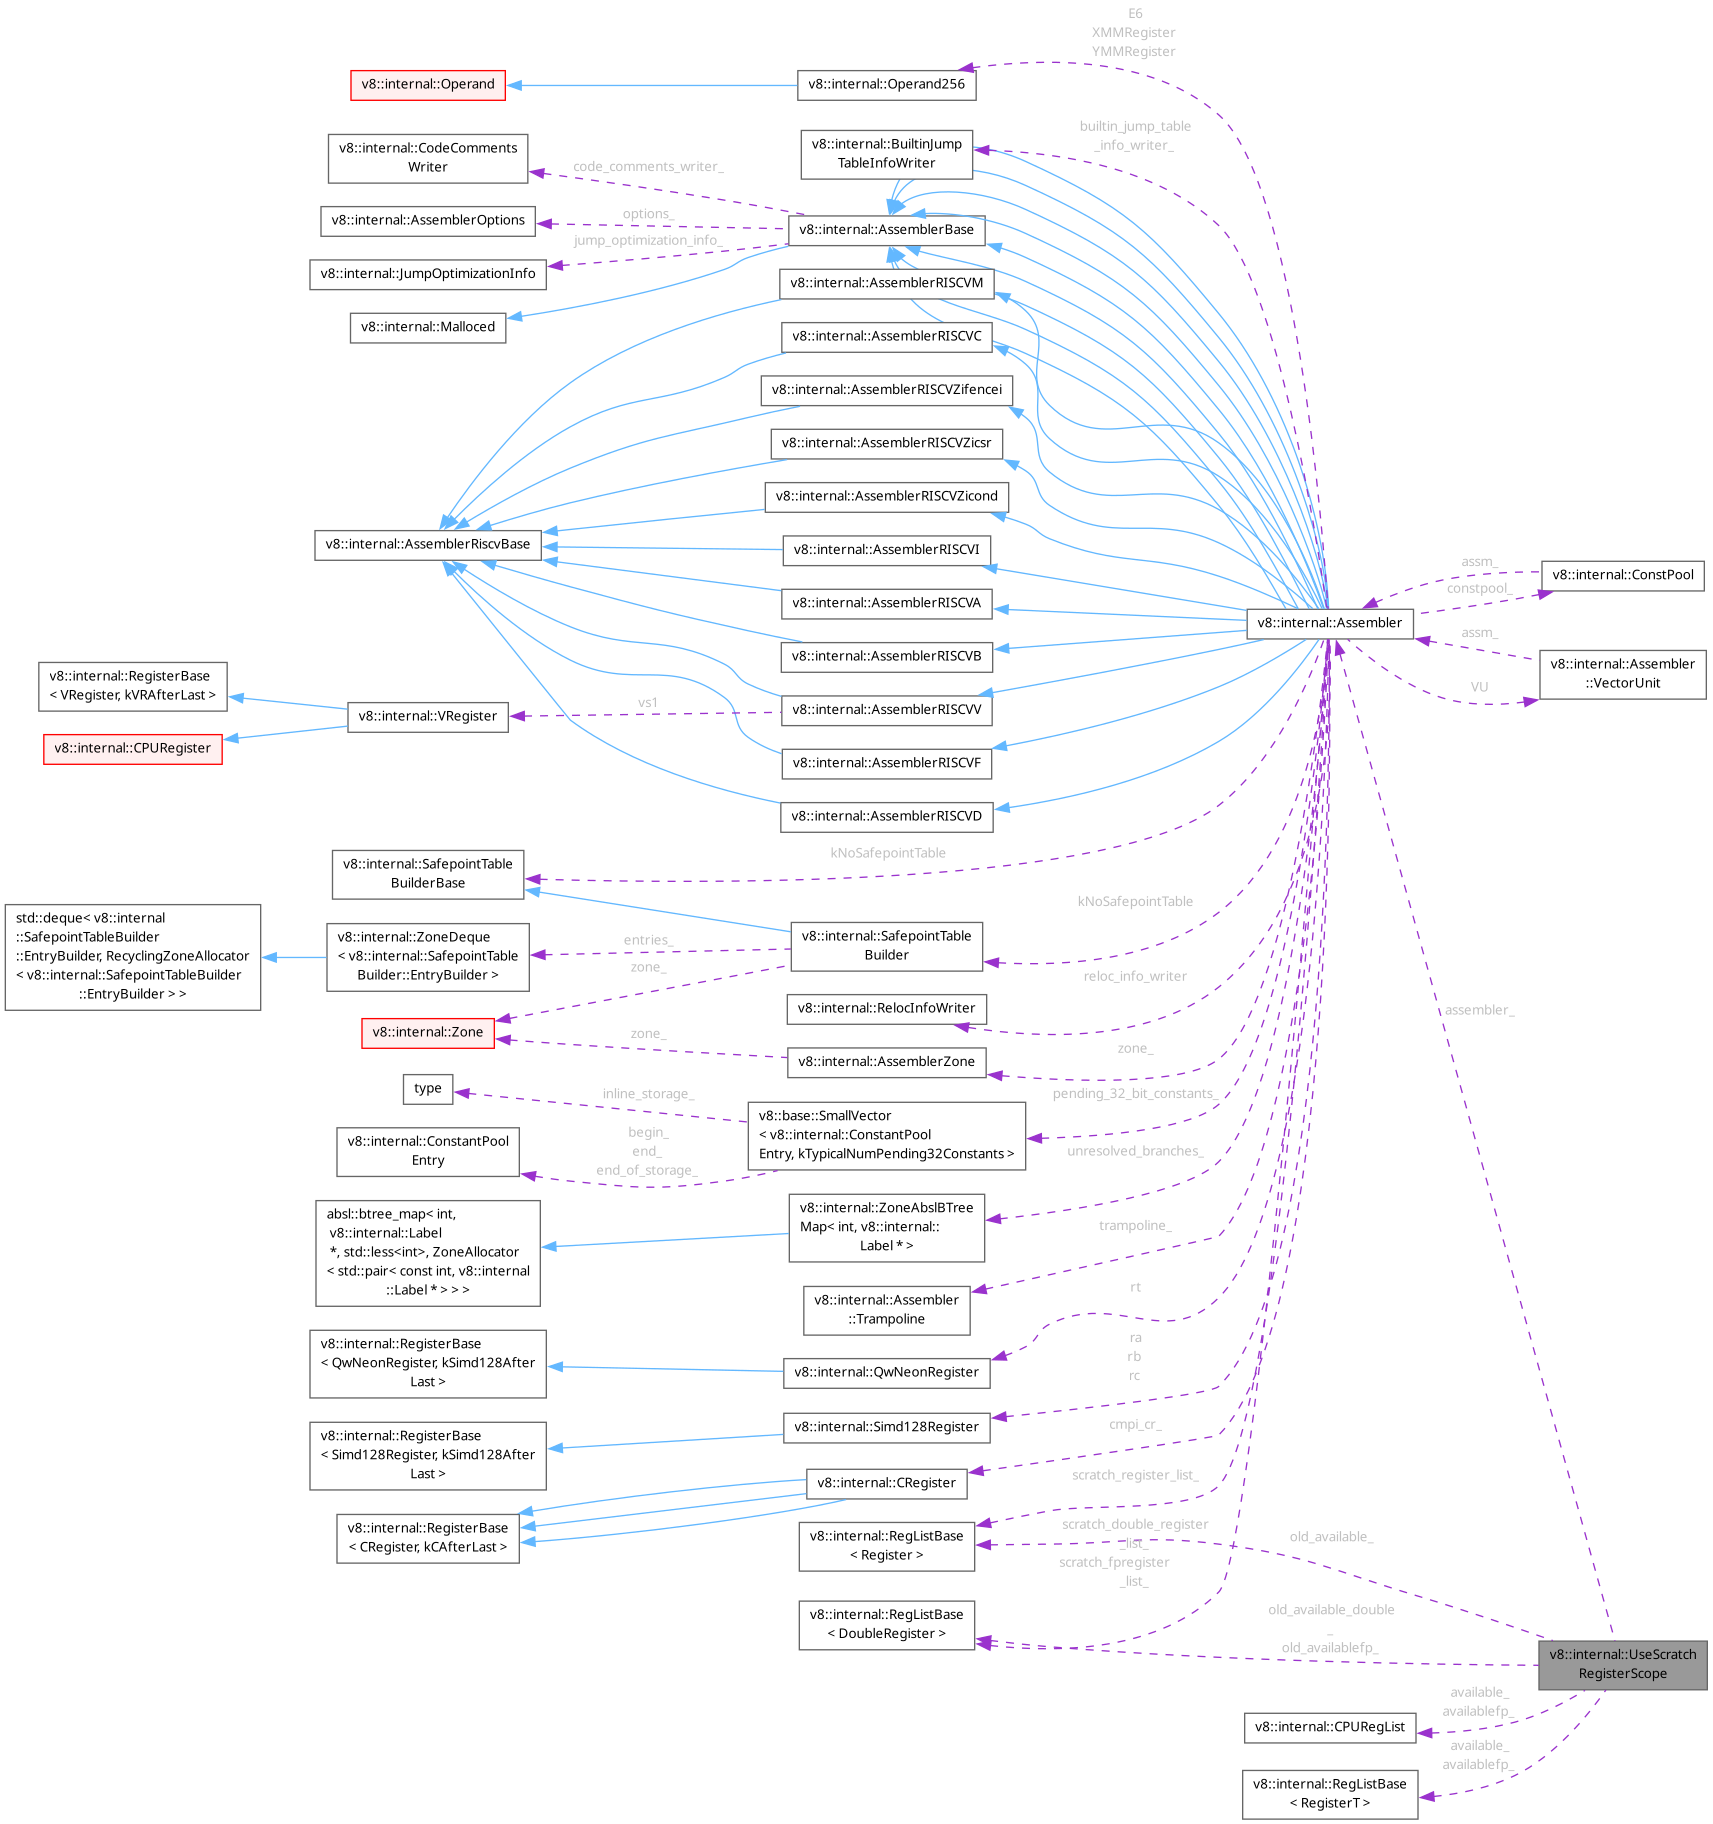 E6
XMMRegister
YMMRegister
v8::internal::Operand
v8::internal::Operand256
builtin_jump_table
_info_writer_
v8::internal::CodeComments
Writer
code_comments_writer_
v8::internal::BuiltinJump
TableInfoWriter
v8::internal::AssemblerOptions
options_
v8::internal::AssemblerBase
jump_optimization_info_
v8::internal::JumpOptimizationInfo
v8::internal::AssemblerRISCVM
v8::internal::Malloced
v8::internal::AssemblerRISCVC
v8::internal::AssemblerRISCVZifencei
v8::internal::AssemblerRISCVZicsr
v8::internal::AssemblerRISCVZicond
v8::internal::AssemblerRiscvBase
v8::internal::AssemblerRISCVI
v8::internal::AssemblerRISCVA
v8::internal::Assembler
assm_
constpool_
v8::internal::ConstPool
v8::internal::AssemblerRISCVB
assm_
VU
v8::internal::Assembler
::VectorUnit
v8::internal::RegisterBase
< VRegister, kVRAfterLast >
v8::internal::VRegister
vs1
v8::internal::AssemblerRISCVV
v8::internal::CPURegister
v8::internal::AssemblerRISCVF
v8::internal::AssemblerRISCVD
kNoSafepointTable
v8::internal::SafepointTable
BuilderBase
kNoSafepointTable
std::deque< v8::internal
::SafepointTableBuilder
::EntryBuilder, RecyclingZoneAllocator
< v8::internal::SafepointTableBuilder
::EntryBuilder > >
v8::internal::ZoneDeque
< v8::internal::SafepointTable
Builder::EntryBuilder >
entries_
zone_
v8::internal::SafepointTable
Builder
reloc_info_writer
v8::internal::RelocInfoWriter
assembler_
v8::internal::Zone
zone_
v8::internal::AssemblerZone
zone_
type
inline_storage_
pending_32_bit_constants_
v8::base::SmallVector
< v8::internal::ConstantPool
Entry, kTypicalNumPending32Constants >
v8::internal::ConstantPool
Entry
begin_
end_
end_of_storage_
unresolved_branches_
absl::btree_map< int,
v8::internal::Label
*, std::less<int>, ZoneAllocator
< std::pair< const int, v8::internal
::Label * > > >
v8::internal::ZoneAbslBTree
Map< int, v8::internal::
Label * >
trampoline_
v8::internal::Assembler
::Trampoline
rt
v8::internal::RegisterBase
< QwNeonRegister, kSimd128After
Last >
v8::internal::QwNeonRegister
ra
rb
rc
v8::internal::RegisterBase
< Simd128Register, kSimd128After
Last >
v8::internal::Simd128Register
cmpi_cr_
v8::internal::CRegister
scratch_register_list_
v8::internal::RegisterBase
< CRegister, kCAfterLast >
v8::internal::RegListBase
< Register >
scratch_double_register
_list_
scratch_fpregister
_list_
old_available_
v8::internal::RegListBase
< DoubleRegister >
old_available_double
_
old_availablefp_
v8::internal::UseScratch
RegisterScope
available_
availablefp_
v8::internal::CPURegList
available_
availablefp_
v8::internal::RegListBase
< RegisterT >